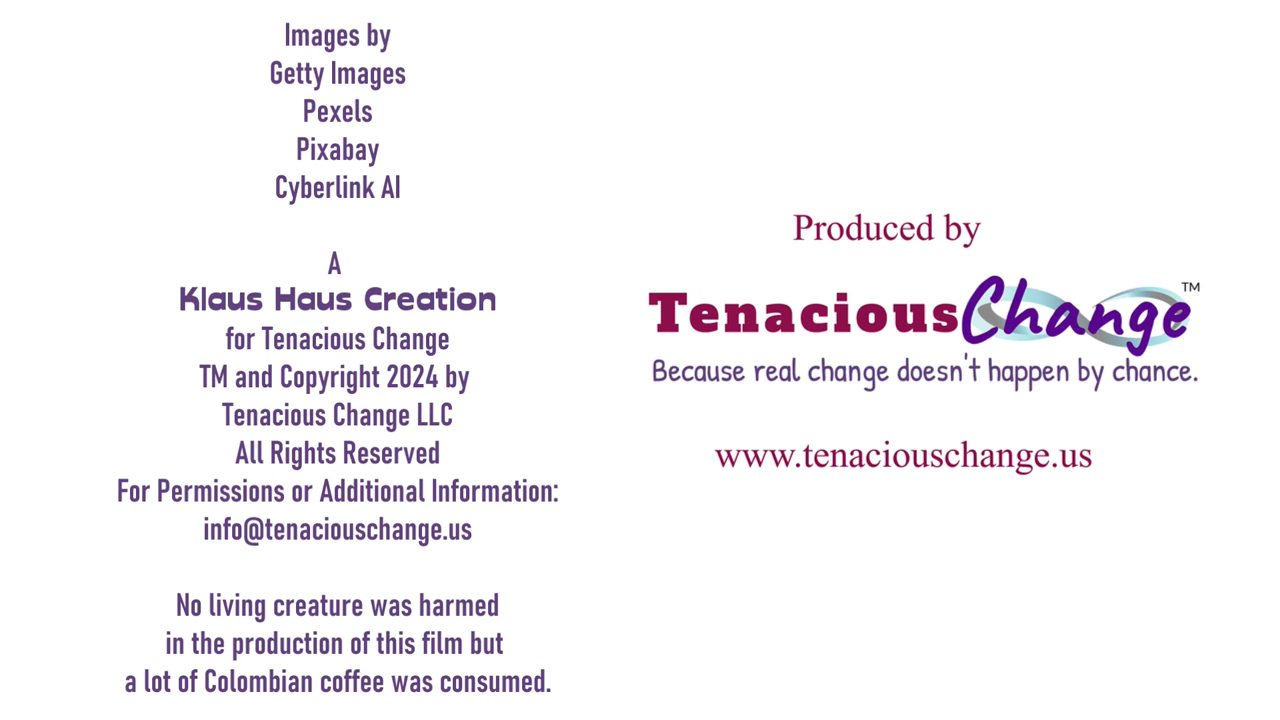 Images by
Getty Images
Pexels
Pixabay
Cyberlink AI
A
Klaus Haus Creation
for Tenacious Change
TM and Copyright 2024 by
Tenacious Change LLC
All Rights Reserved
For Permissions or Additional Information:
info@tenaciouschange.us
No living creature was harmed
in the production of this film but
a lot of Colombian coffee was consumed.
Produced by
TenaciousChange™
Because real change doesn't happen by chance.
www.tenaciouschange.us